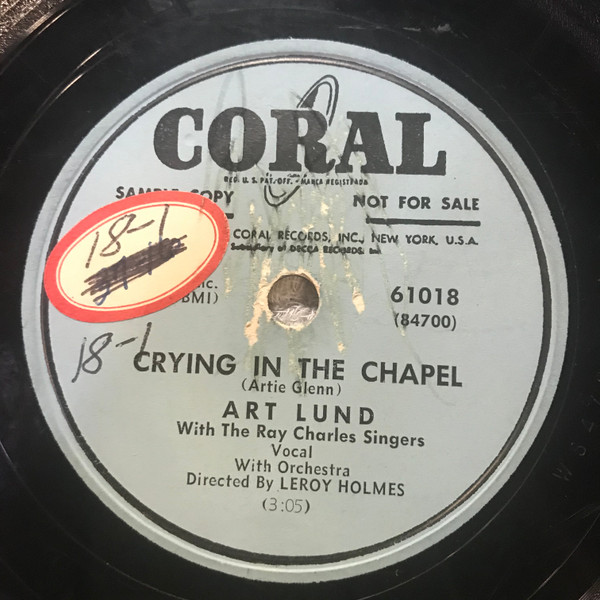 CORAL
REG. U. S. PAT. OFF. - MARCA REGISTRADA
SAMPLE COPY
NOT FOR SALE
CORAL RECORDS, INC., NEW YORK, U.S.A.
Subsidiary of DECCA RECORDS, Inc.
18-1
BMI)
61018
(84700)
18-1
CRYING IN THE CHAPEL
(Artie Glenn)
ART LUND
With The Ray Charles Singers
Vocal
With Orchestra
Directed By LEROY HOLMES
(3:05)